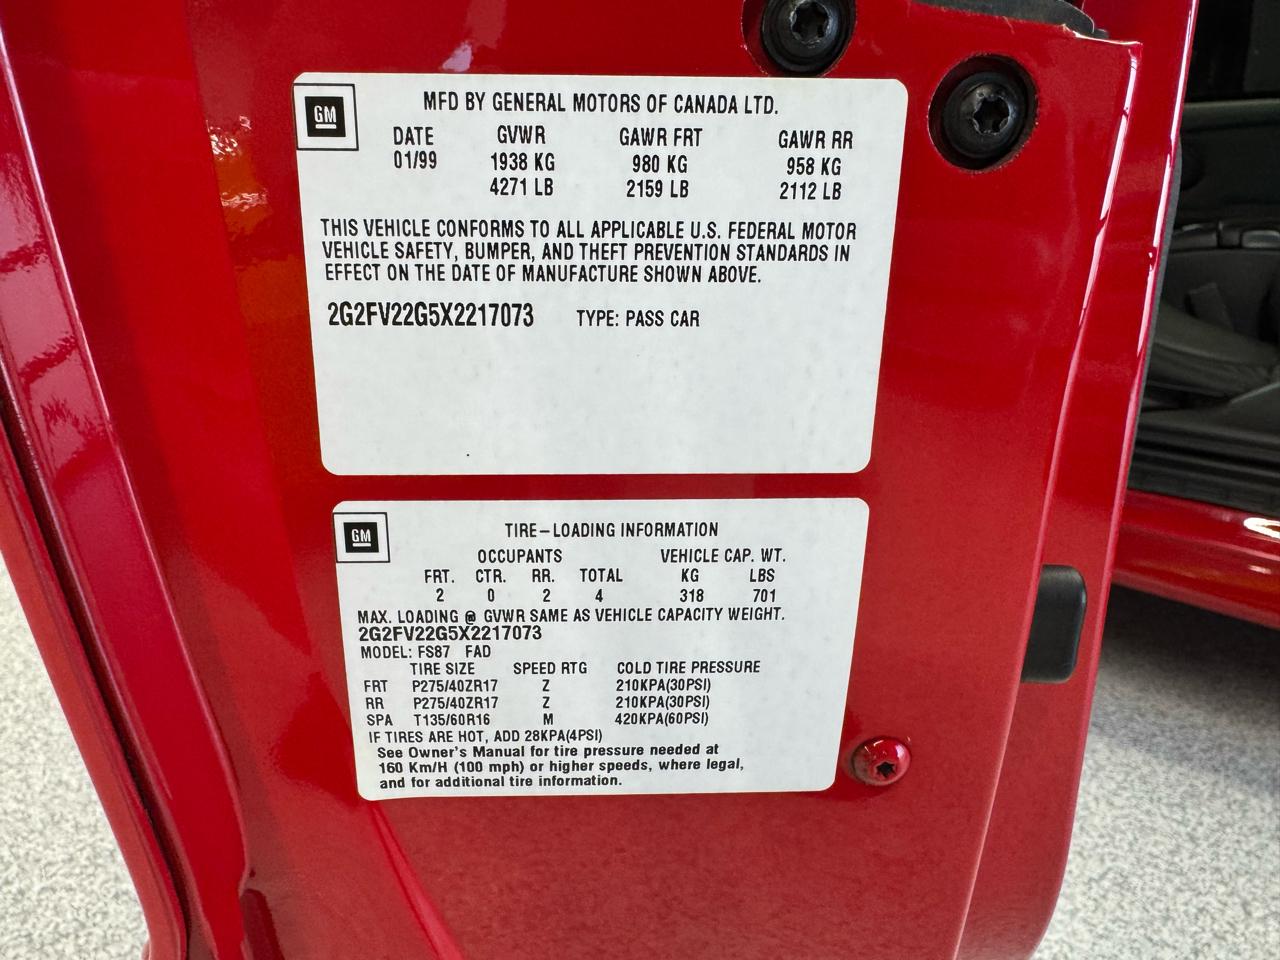 GM
MFD BY GENERAL MOTORS OF CANADA LTD.
DATE GVWR GAWR FRT GAWR RR
01/99 1938 KG 980 KG 958 KG
4271 LB 2159 LB 2112 LB
THIS VEHICLE CONFORMS TO ALL APPLICABLE U.S. FEDERAL MOTOR
VEHICLE SAFETY, BUMPER, AND THEFT PREVENTION STANDARDS IN
EFFECT ON THE DATE OF MANUFACTURE SHOWN ABOVE.
2G2FV22G5X2217073 TYPE: PASS CAR
GM
TIRE-LOADING INFORMATION
OCCUPANTS VEHICLE CAP. WT.
FRT. CTR. RR. TOTAL KG LBS
2 0 2 4 318 701
MAX. LOADING @ GVWR SAME AS VEHICLE CAPACITY WEIGHT.
2G2FV22G5X2217073
MODEL: FS87 FAD
TIRE SIZE SPEED RTG COLD TIRE PRESSURE
FRT P275/40ZR17 Z 210KPA(30PSI)
RR P275/40ZR17 Z 210KPA(30PSI)
SPA T135/60R16 M 420KPA(60PSI)
IF TIRES ARE HOT, ADD 28KPA(4PSI)
See Owner's Manual for tire pressure needed at
160 Km/H (100 mph) or higher speeds, where legal,
and for additional tire information.